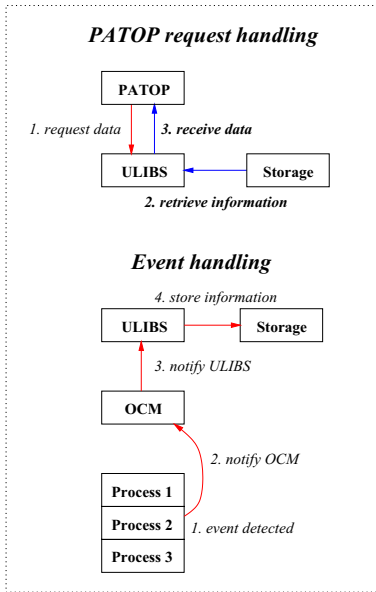 PATOP request handling
PATOP
1. request data
3. receive data
ULIBS
Storage
2. retrieve information
Event handling
4. store information
ULIBS
Storage
3. notify ULIBS
OCM
2. notify OCM
Process 1
Process 2
1. event detected
Process 3